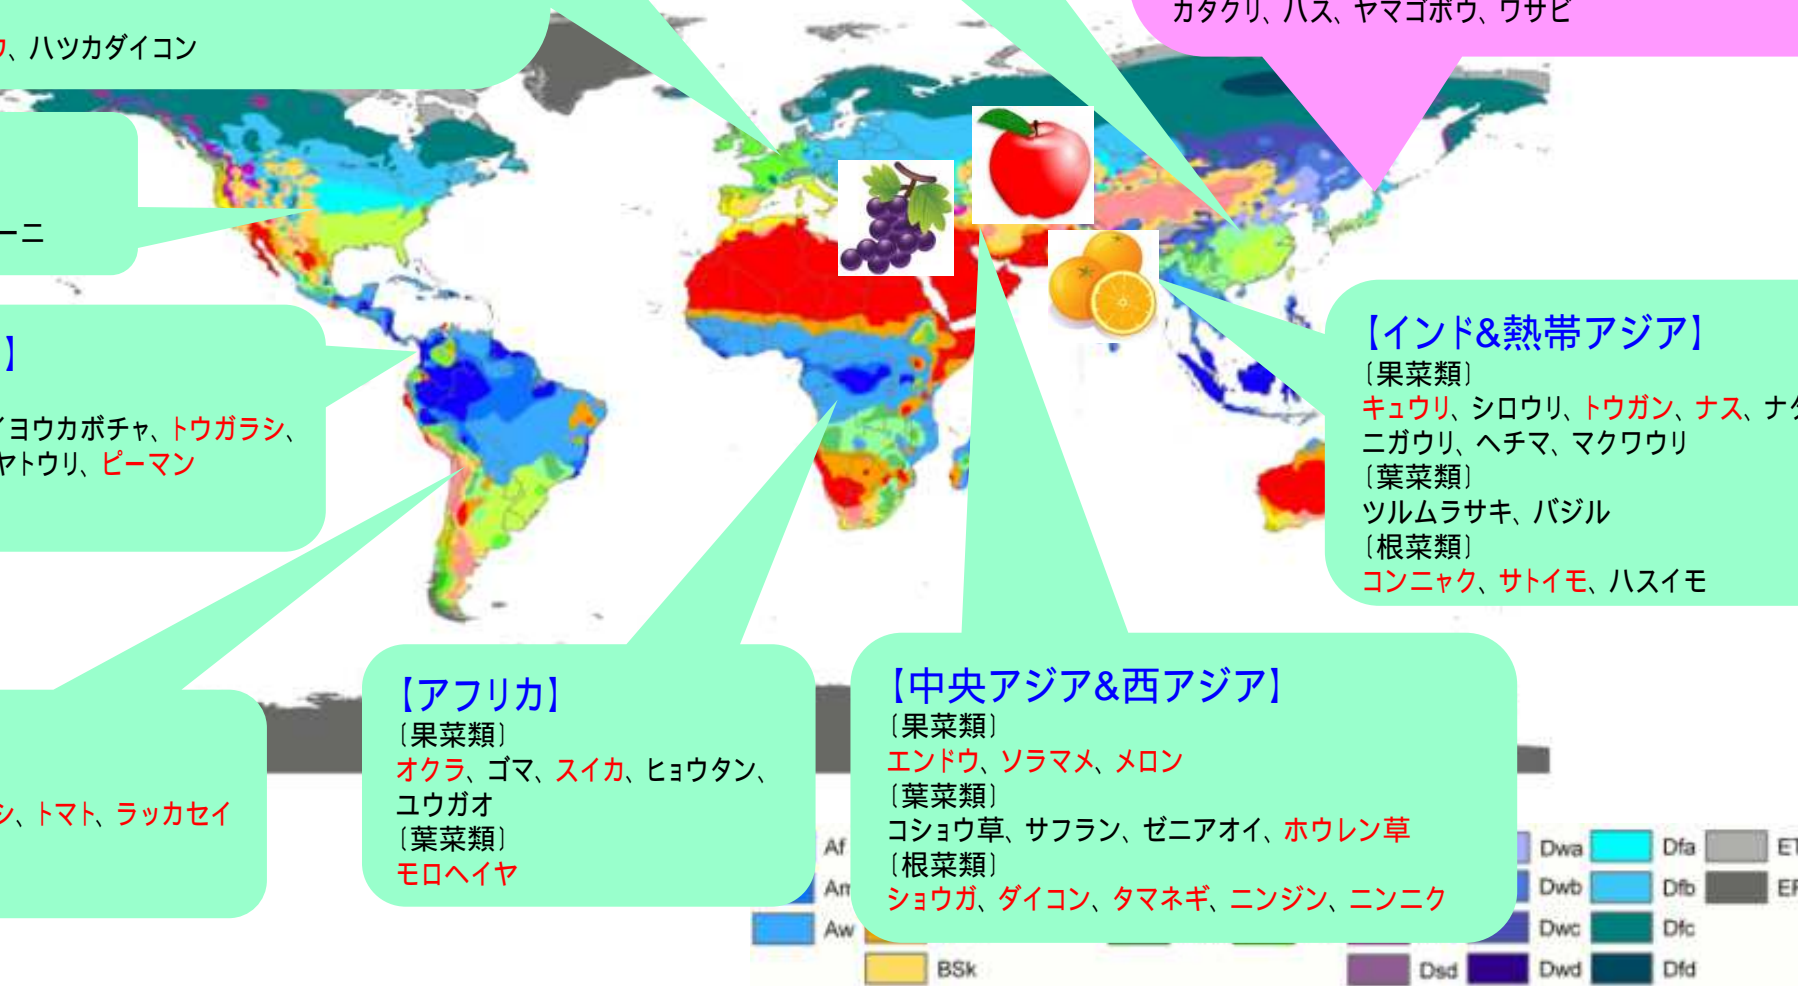 カタクリ、ハス、ヤマゴボウ、ワサビ
、ハツカダイコン
ーニ
】
イヨウカボチャ、トウガラシ、
ヤトウリ、ピーマン
シ、トマト、ラッカセイ
【アフリカ】
〔果菜類〕
オクラ、ゴマ、スイカ、ヒョウタン、
ユウガオ
〔葉菜類〕
モロヘイヤ
【中央アジア&西アジア】
〔果菜類〕
エンドウ、ソラマメ、メロン
〔葉菜類〕
コショウ草、サフラン、ゼニアオイ、ホウレン草
〔根菜類〕
ショウガ、ダイコン、タマネギ、ニンジン、ニンニク
【インド&熱帯アジア】
〔果菜類〕
キュウリ、シロウリ、トウガン、ナス、ナタ
ニガウリ、ヘチマ、マクワウリ
〔葉菜類〕
ツルムラサキ、バジル
〔根菜類〕
コンニャク、サトイモ、ハスイモ
Af Dwa Dfa ET
Am Dwb Dfb EF
Aw Dwc Dfc
BSk Dsd Dwd Dfd